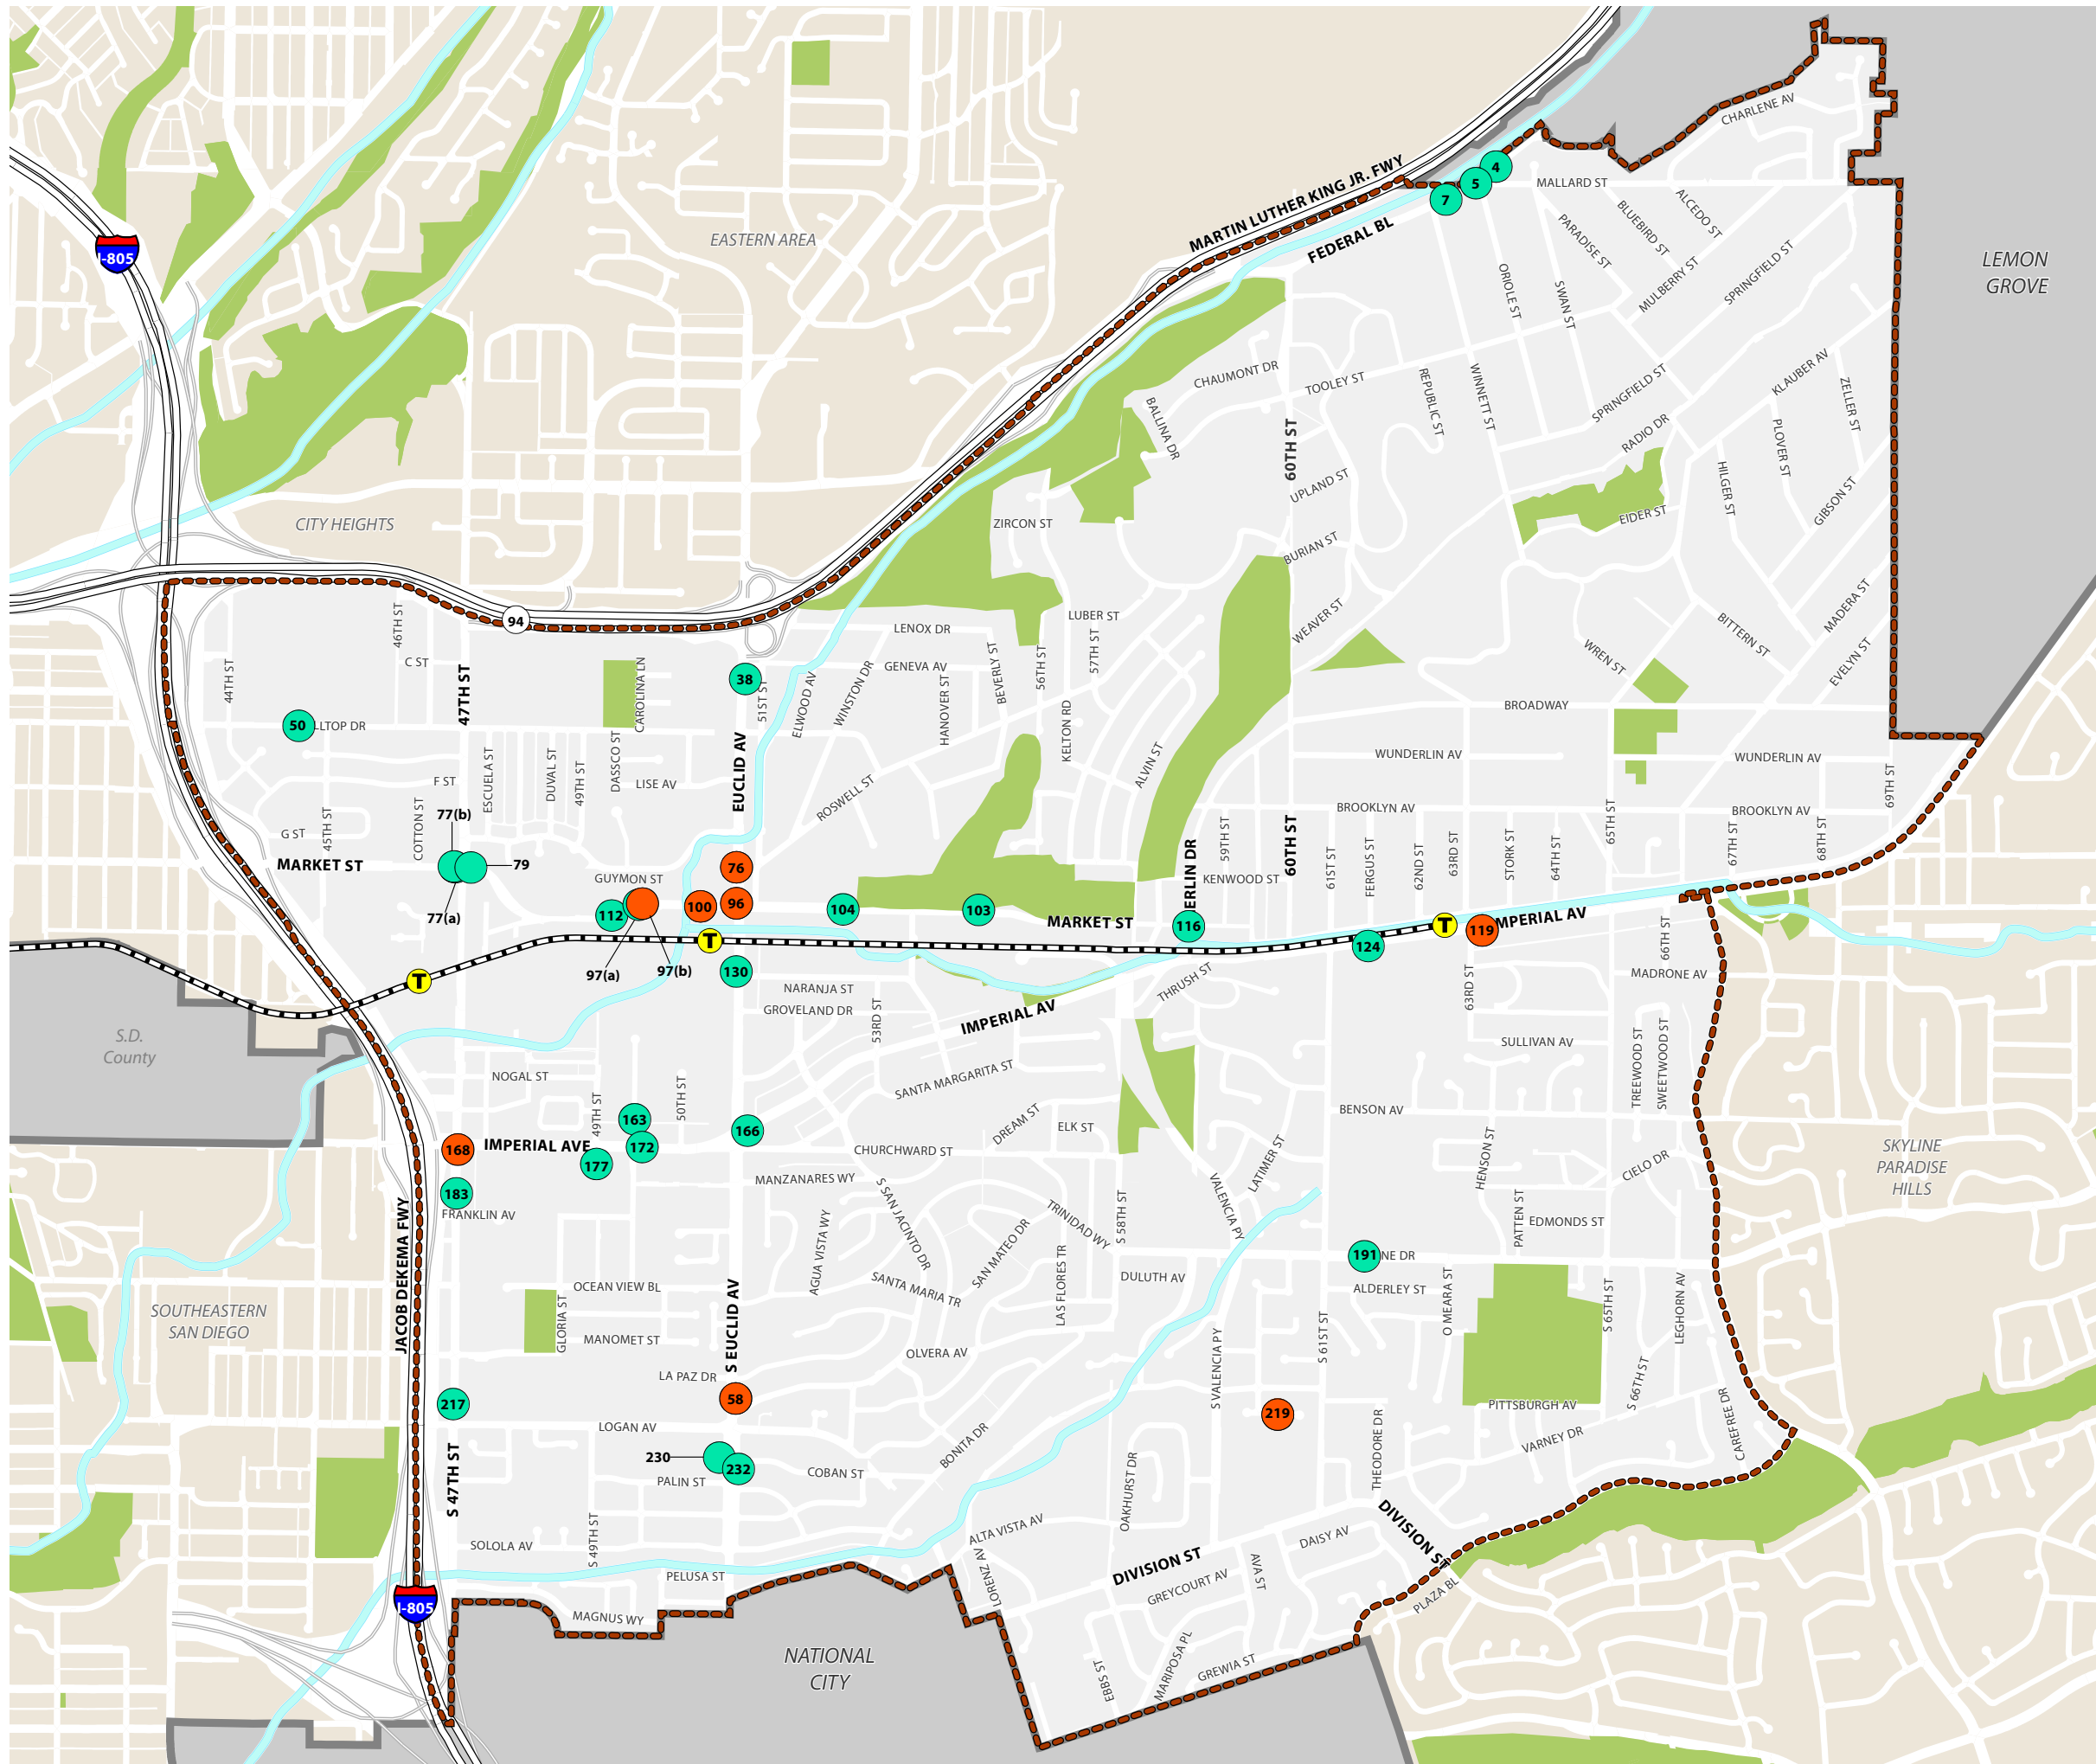 CHARLENE AV
MARTIN LUTHER KING JR. FWY
4
5
7
MALLARD ST
ALCEDO ST
BLUEBIRD ST
PARADISE ST
FEDERAL BL
EASTERN AREA
I-805
LEMON
GROVE
MULBERRY ST
SPRINGFIELD ST
ORIOLE ST
SWAN ST
CHAUMONT DR
TOOLEY ST
REPUBLIC ST
WINNETT ST
SPRINGFIELD ST
KLAUBER AV
ZELLER ST
BALLINA DR
60TH ST
RADIO DR
PLOVER ST
UPLAND ST
HILGER ST
GIBSON ST
CITY HEIGHTS
ZIRCON ST
EIDER ST
BURIAN ST
94
46TH ST
LENOX DR
LUBER ST
WEAVER ST
BITTERN ST
MADERA ST
44TH ST
C ST
47TH ST
CAROLINA LN
38
51ST ST
ELWOOD AV
WINSTON DR
GENEVA AV
HANOVER ST
BEVERLY ST
56TH ST
57TH ST
WREN ST
EVELYN ST
50
LLTOP DR
KELTON RD
BROADWAY
ESCUELA ST
DUVAL ST
49TH ST
DASSCO ST
LISE AV
EUCLID AV
ALVIN ST
WUNDERLIN AV
WUNDERLIN AV
F ST
ROSWELL ST
69TH ST
77(b)
COTTON ST
45TH ST
G ST
BROOKLYN AV
BROOKLYN AV
59TH ST
60TH ST
61ST ST
FERGUS ST
62ND ST
63RD ST
STORK ST
64TH ST
65TH ST
67TH ST
68TH ST
MARKET ST
79
76
GUYMON ST
KENWOOD ST
ERLIN DR
77(a)
112
100
96
104
103
MARKET ST
116
T
119
MPERIAL AV
124
66TH ST
T
97(a)
97(b)
130
T
NARANJA ST
GROVELAND DR
53RD ST
THRUSH ST
IMPERIAL AV
63RD ST
MADRONE AV
S.D.
County
SULLIVAN AV
TREEWOOD ST
SWEETWOOD ST
NOGAL ST
50TH ST
49TH ST
SANTA MARGARITA ST
163
166
DREAM ST
ELK ST
BENSON AV
168
IMPERIAL AVE
172
177
CHURCHWARD ST
MANZANARES WY
LATIMER ST
HENSON ST
CIELO DR
SKYLINE
PARADISE
HILLS
183
FRANKLIN AV
JACOB DEKEMA FWY
AGUA VISTA WY
S SAN JACINTO DR
SAN MATEO DR
TRINIDAD WY
S 58TH ST
VALENCIA PY
PATTEN ST
EDMONDS ST
191
NE DR
OCEAN VIEW BL
SANTA MARIA TR
LAS FLORES TR
DULUTH AV
ALDERLEY ST
O MEARA ST
S 65TH ST
LEGHORN AV
SOUTHEASTERN
SAN DIEGO
GLORIA ST
MANOMET ST
S EUCLID AV
OLVERA AV
S VALENCIA PY
S 61ST ST
LA PAZ DR
58
217
S 66TH ST
PITTSBURGH AV
CAREFREE DR
219
LOGAN AV
THEODORE DR
VARNEY DR
BONITA DR
230
232
PALIN ST
COBAN ST
OAKHURST DR
S 47TH ST
SOLOLA AV
S 49TH ST
ALTA VISTA AV
DIVISION ST
DAISY AV
DIVISION ST
LORENZ AV
GREYCOURT AV
AVA ST
PLAZA BL
PELUSA ST
I-805
MAGNUS WY
NATIONAL
CITY
EBBS ST
MARIPOSA PL
GREWIA ST